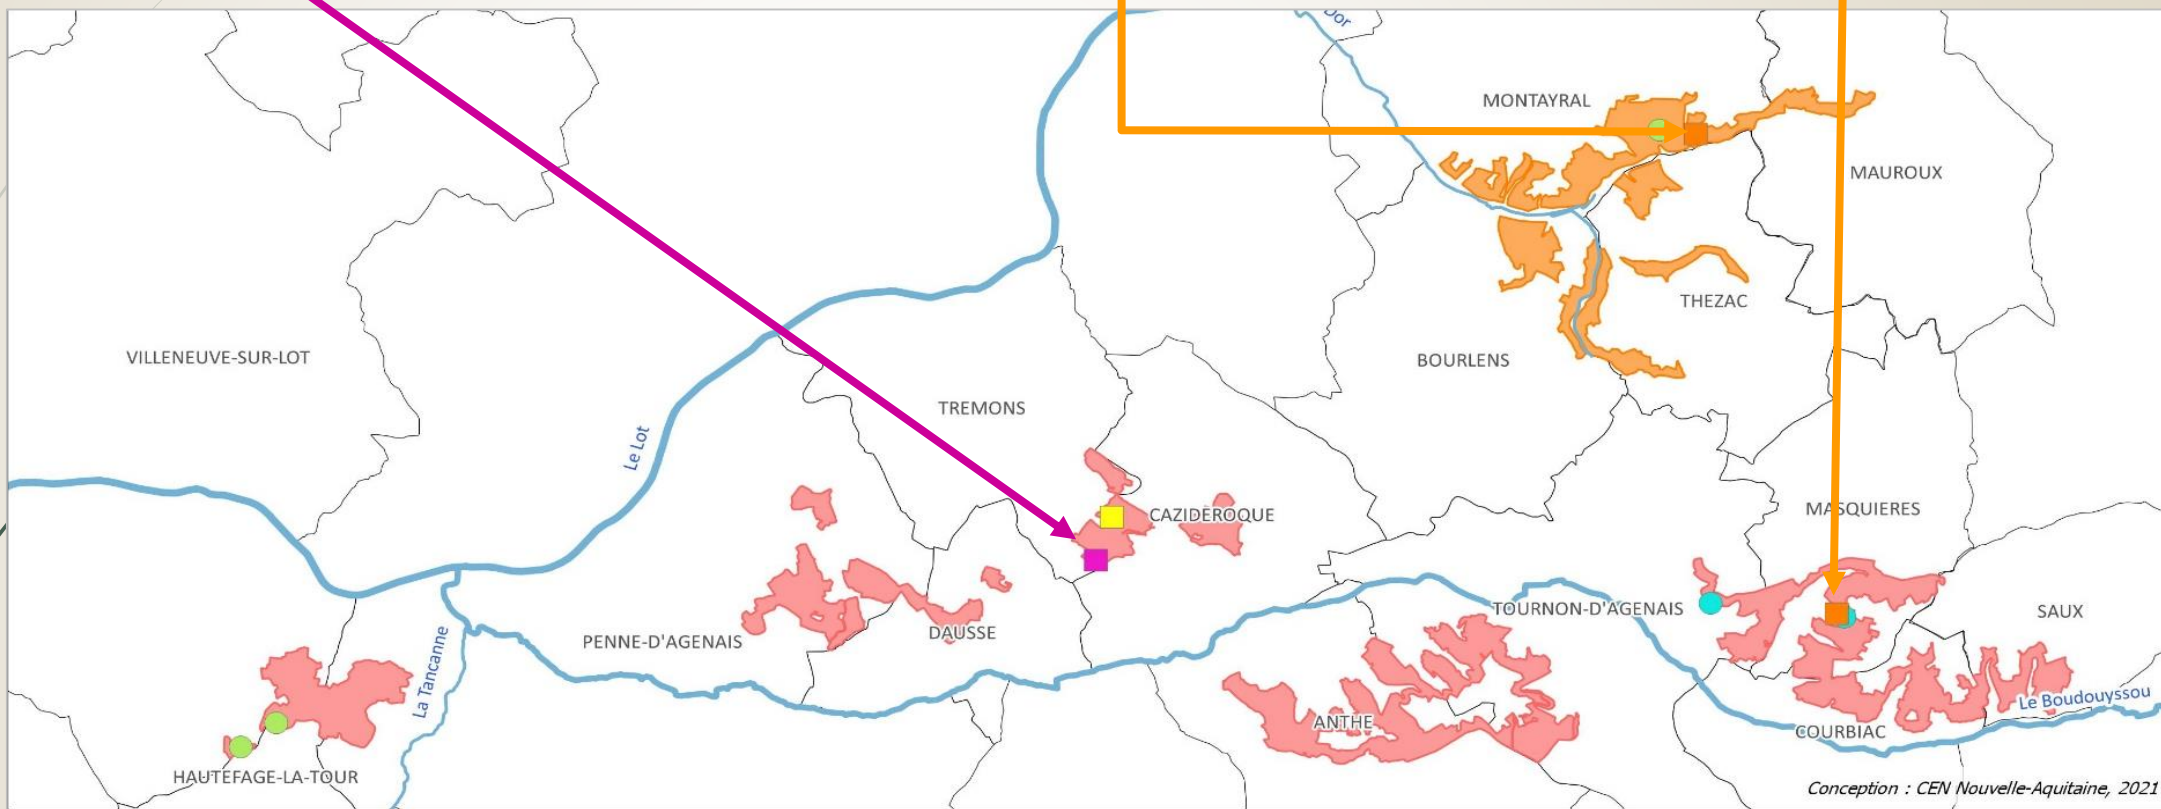 Dor
MONTAYRAL
MAUROUX
THEZAC
VILLENEUVE-SUR-LOT
BOURLENS
TREMONS
Le Lot
CAZIDEROQUE
MASQUIERES
TOURNON-D'AGENAIS
SAUX
DAUSSE
PENNE-D'AGENAIS
La Tancanne
Le Boudouyssou
ANTHE
COURBIAC
HAUTEFAGE-LA-TOUR
Conception : CEN Nouvelle-Aquitaine, 2021